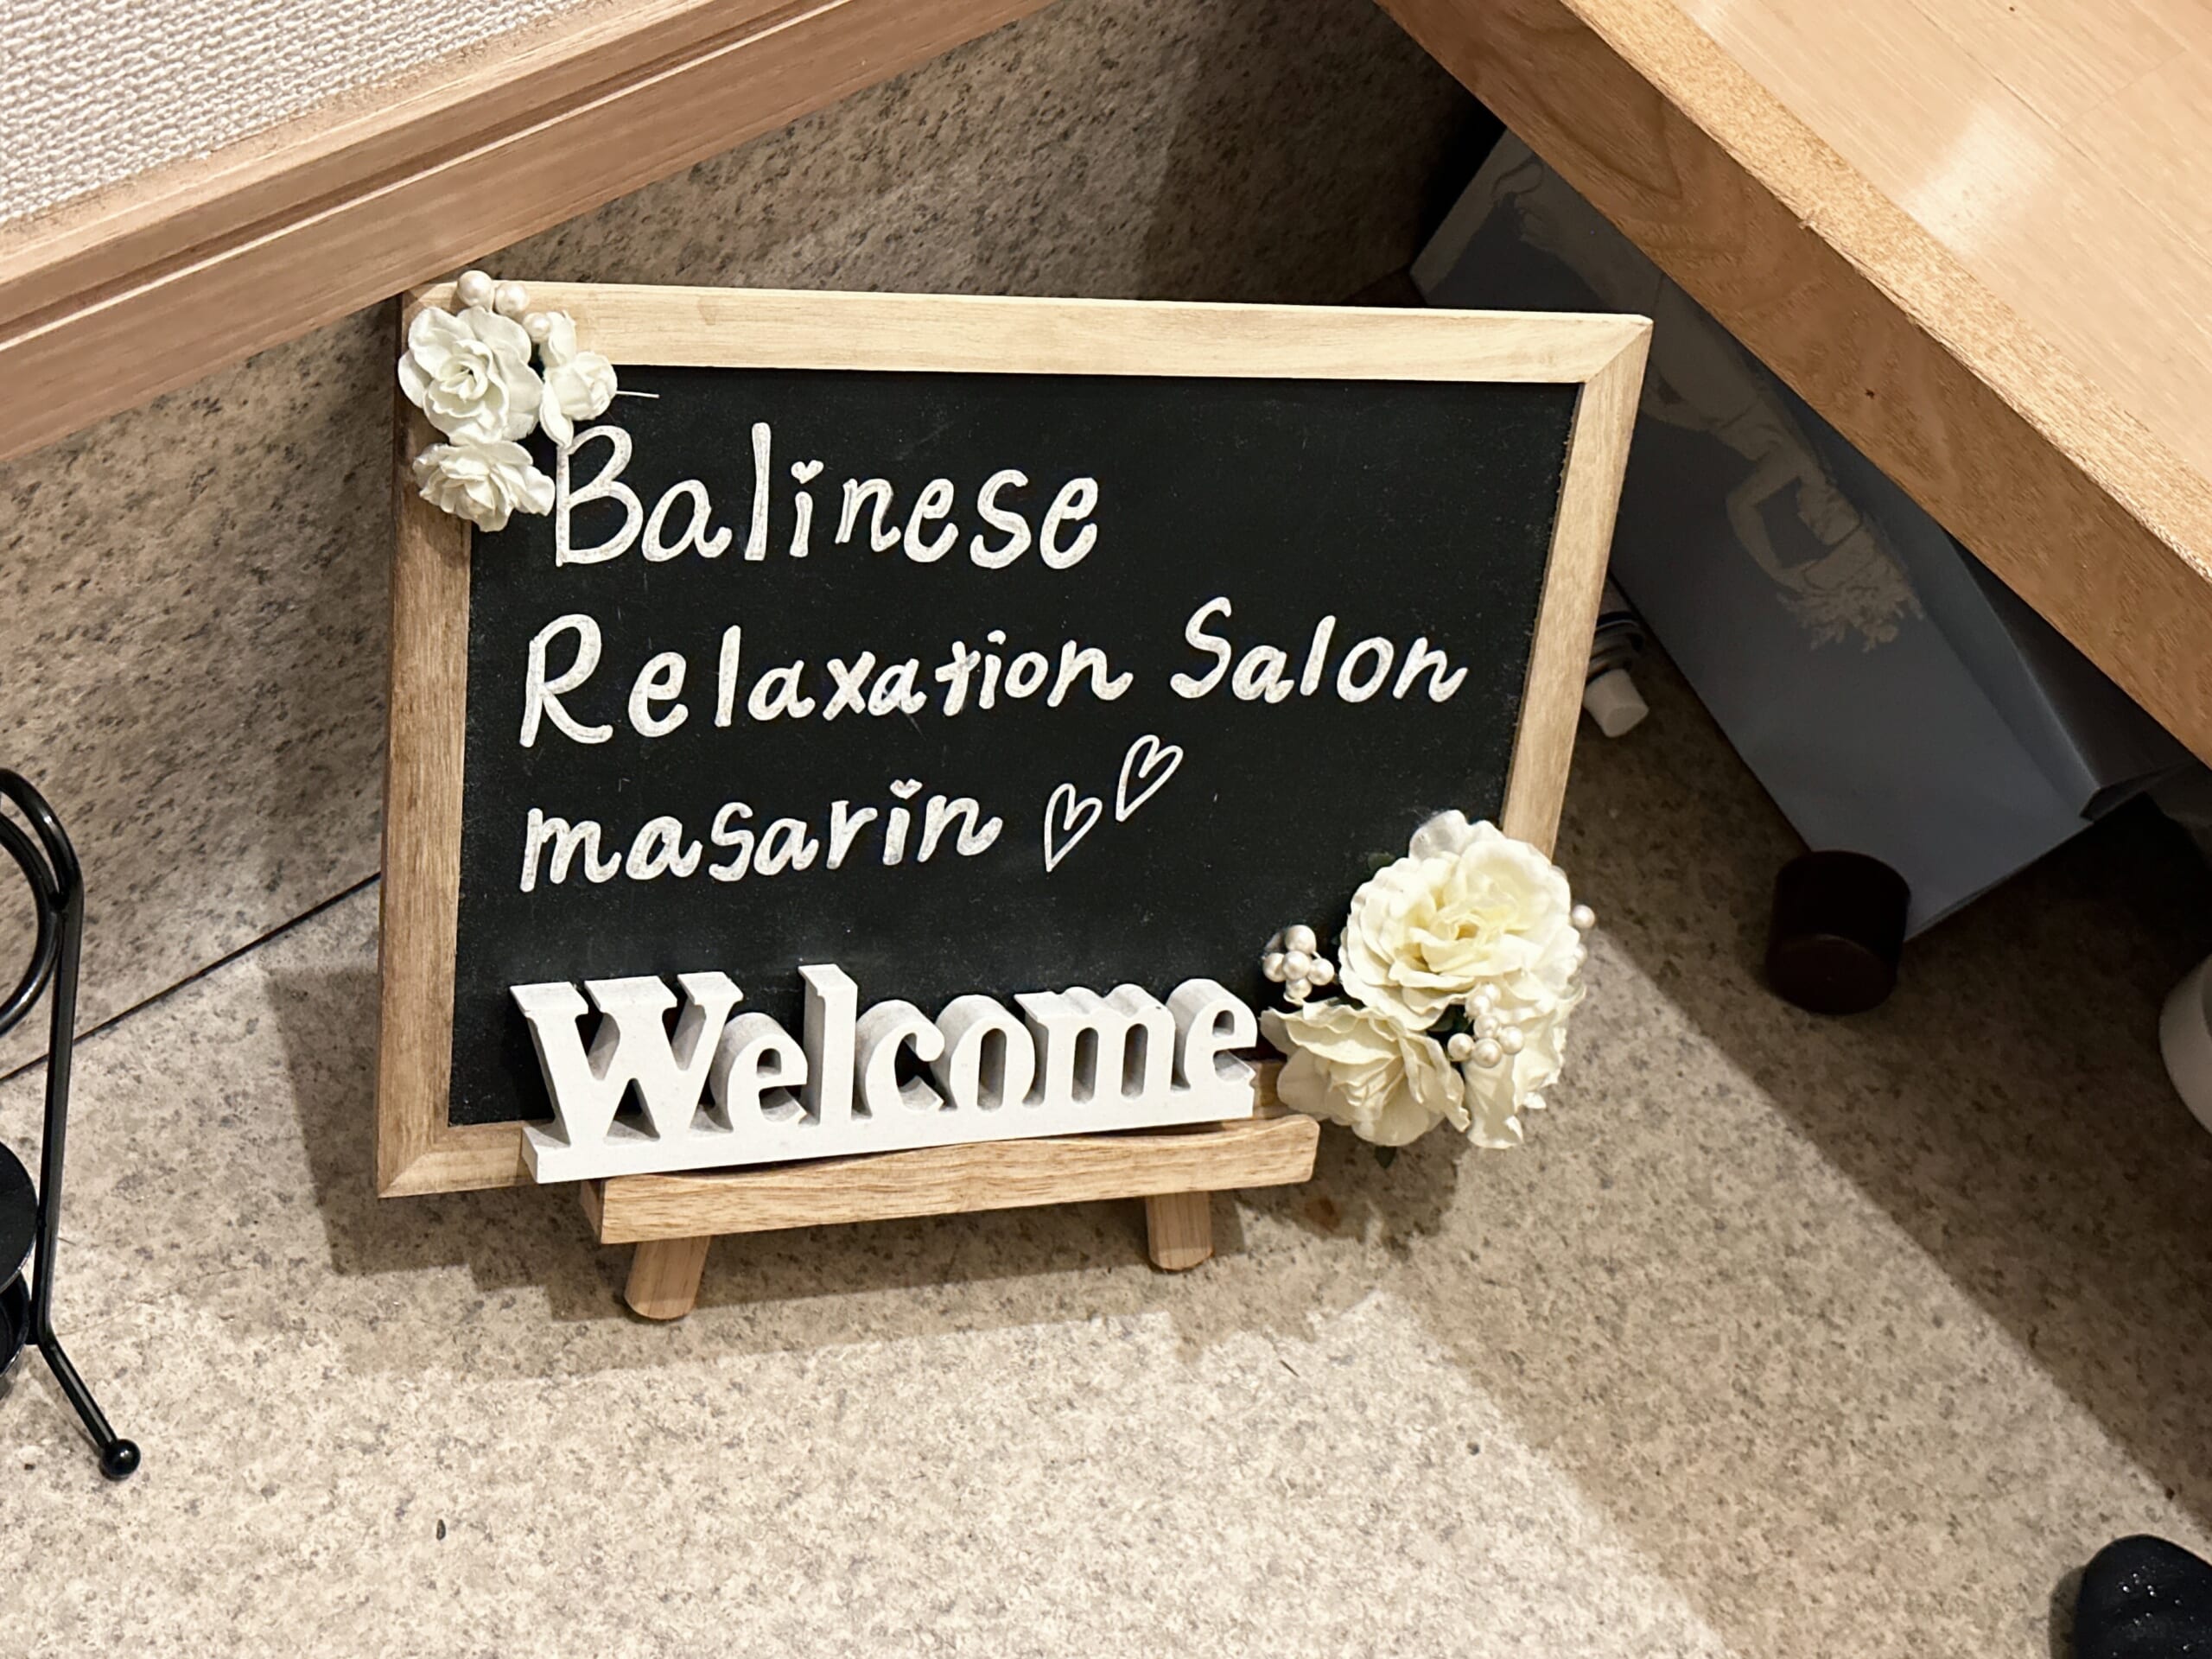 Balinese
Relaxation Salon
masarin ♡♡
Welcome